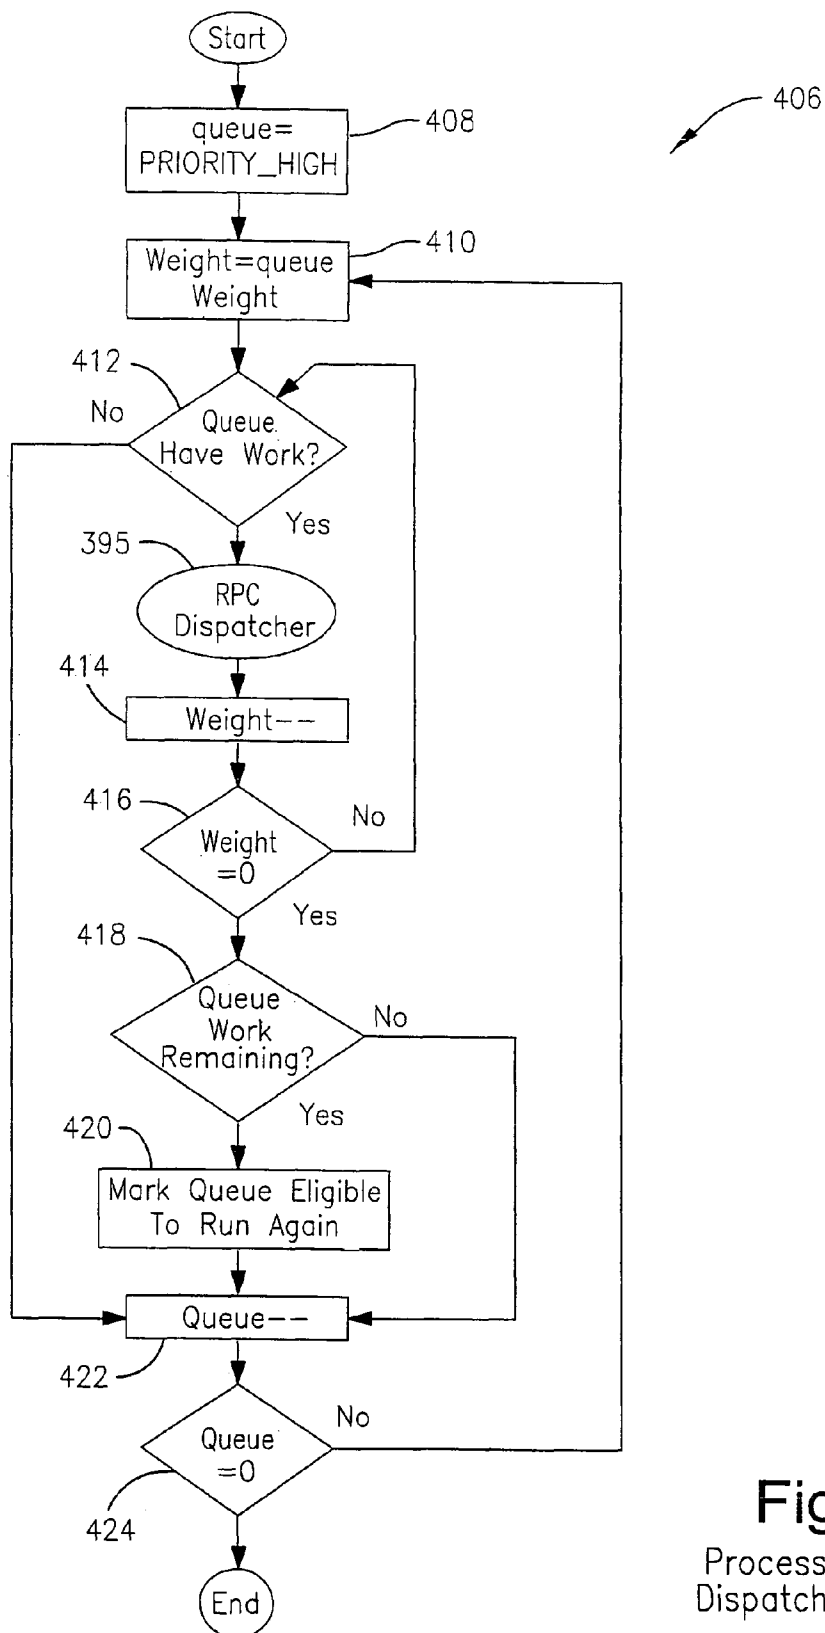 Start
406
queue=
PRIORITY_HIGH
408
Weight=queue
Weight
410
412
No
Queue
Have Work?
Yes
395
RPC
Dispatcher
414
Weight--
416
No
Weight
=0
Yes
418
Queue
Work
Remaining?
No
Yes
420
Mark Queue Eligible
To Run Again
Queue--
422
No
Queue
=0
424
End
Fig
Process
Dispatch